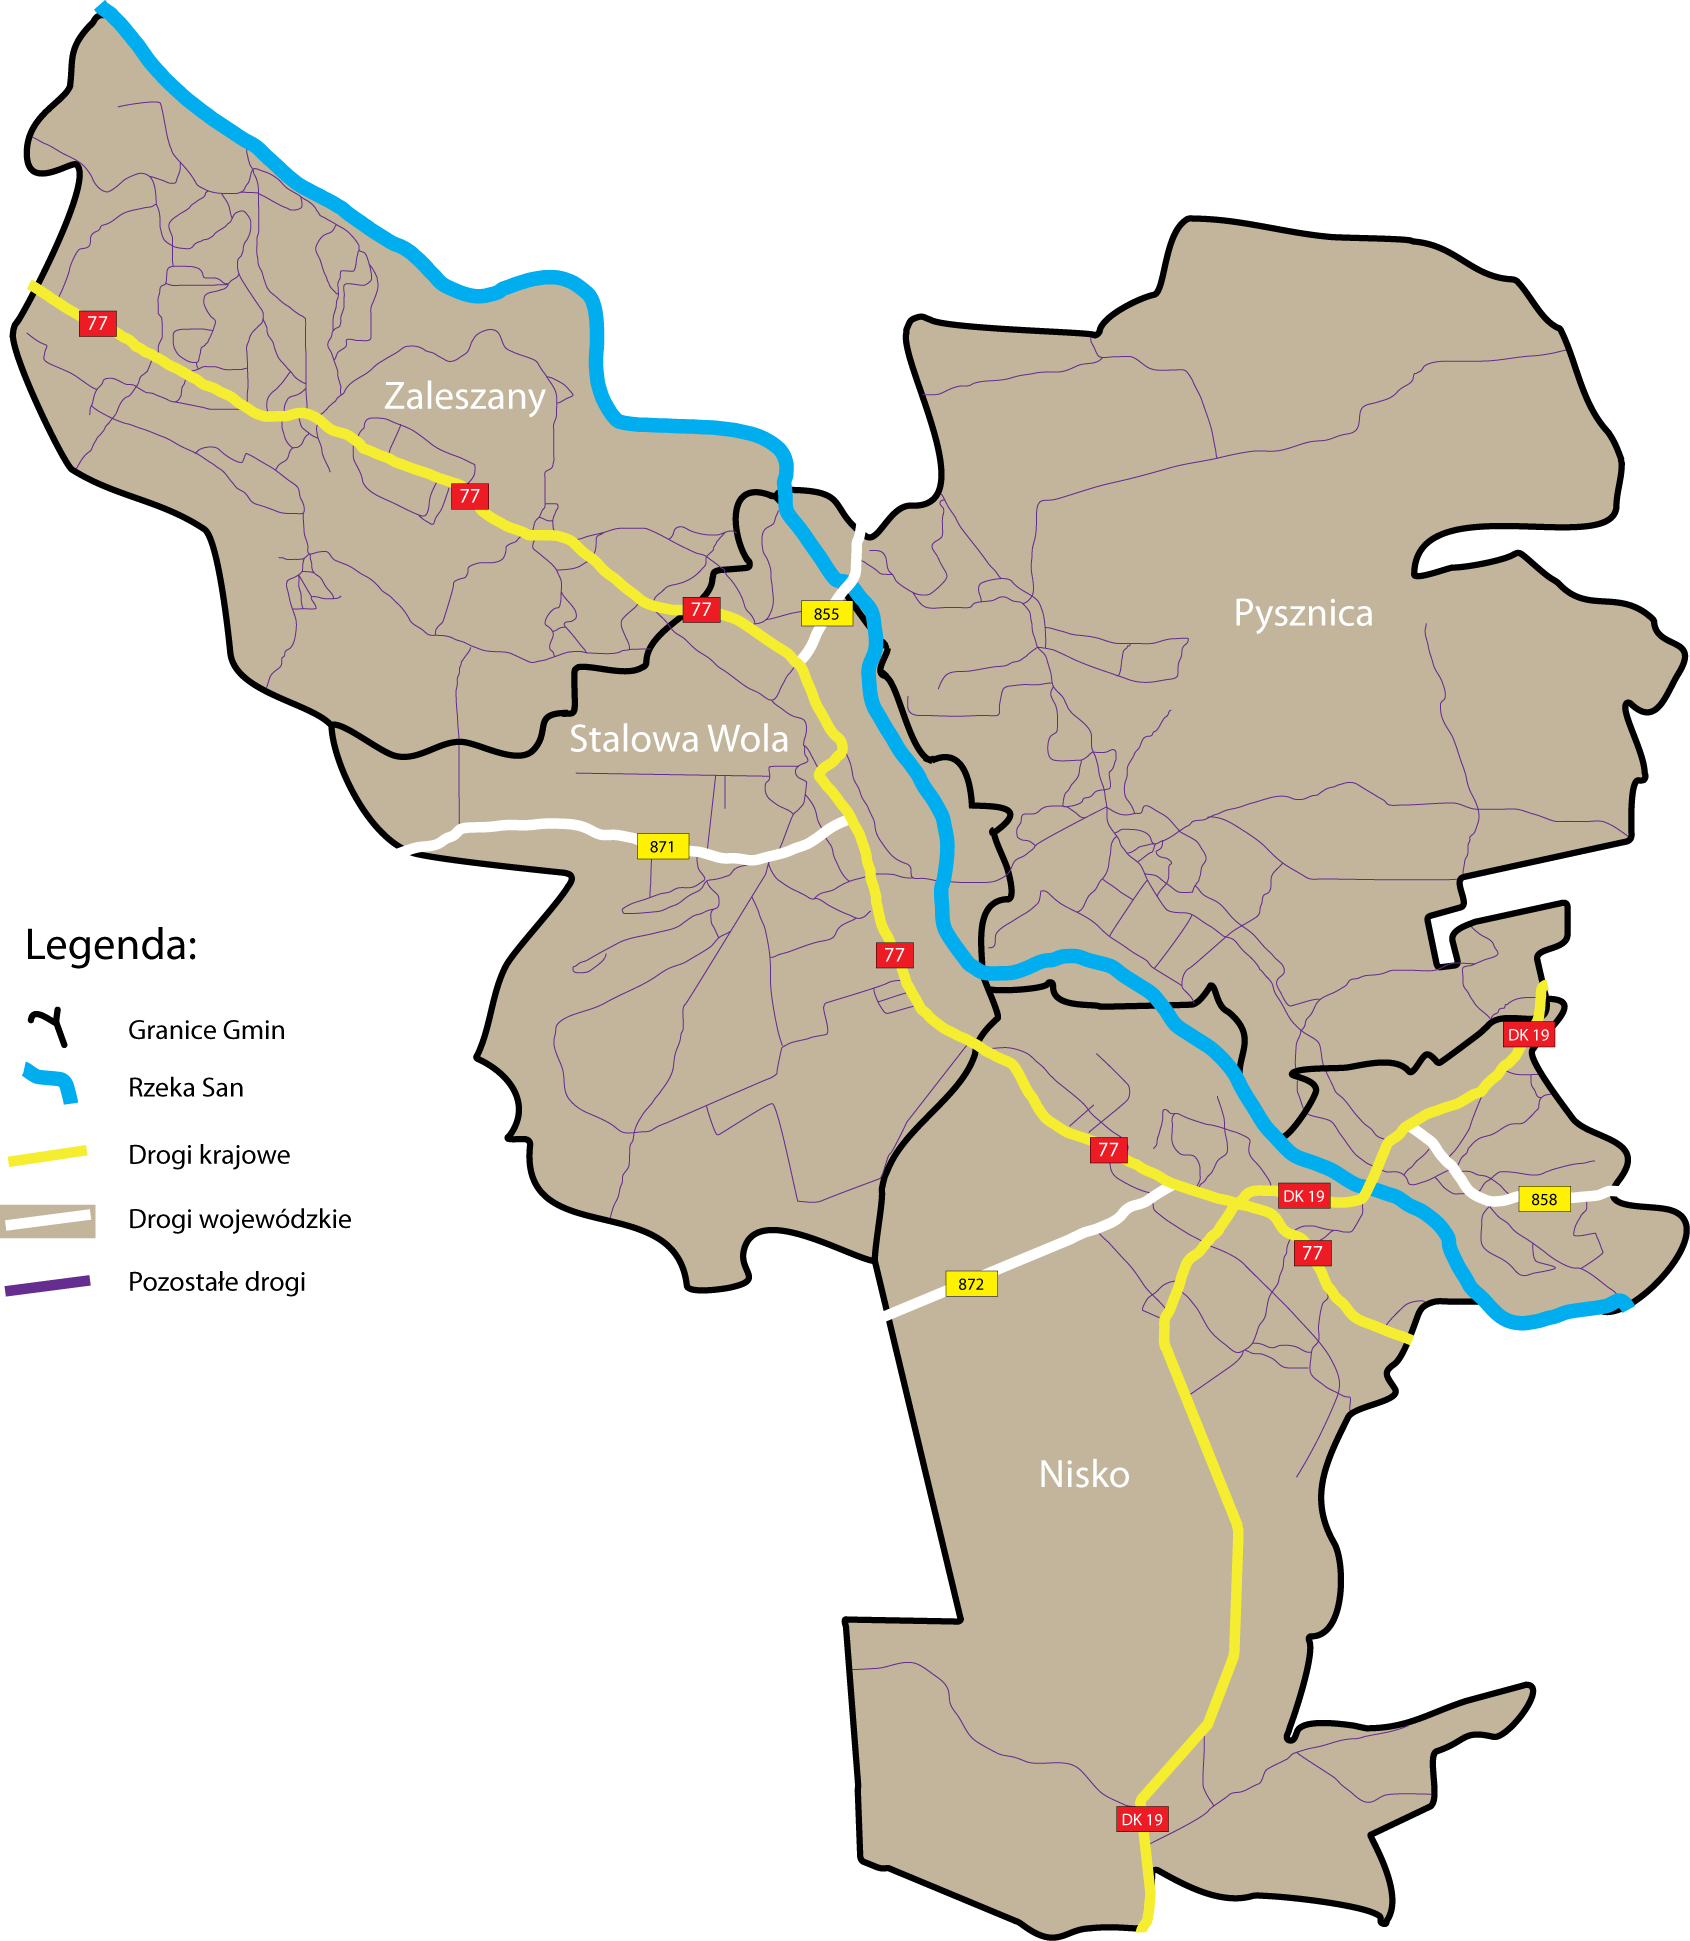 77
Zaleszany
77
77
855
Pysznica
Stalowa Wola
871
77
DK 19
77
DK 19
858
77
872
Nisko
DK 19
Legenda:
Granice Gmin
Rzeka San
Drogi krajowe
Drogi wojewódzkie
Pozostałe drogi